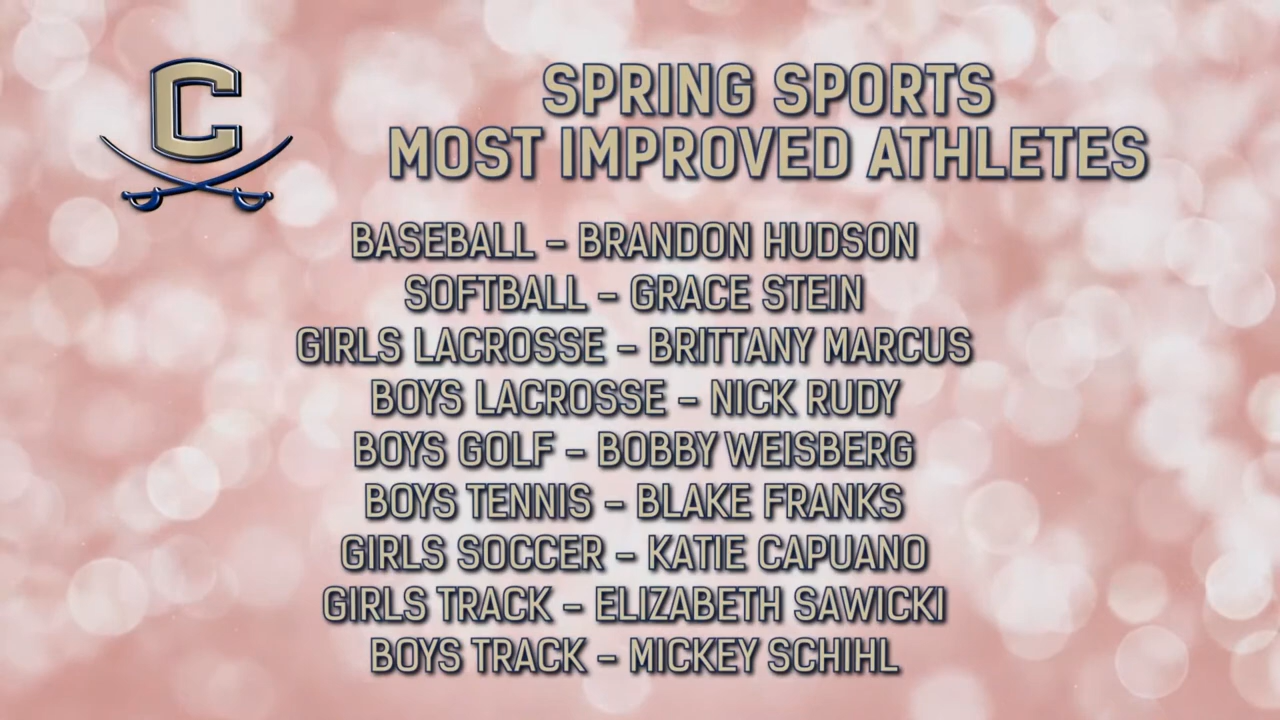 C
SPRING SPORTS
MOST IMPROVED ATHLETES
BASEBALL – BRANDON HUDSON
SOFTBALL – GRACE STEIN
GIRLS LACROSSE – BRITTANY MARCUS
BOYS LACROSSE – NICK RUDY
BOYS GOLF – BOBBY WEISBERG
BOYS TENNIS – BLAKE FRANKS
GIRLS SOCCER – KATIE CAPUANO
GIRLS TRACK – ELIZABETH SAWICKI
BOYS TRACK – MICKEY SCHIHL